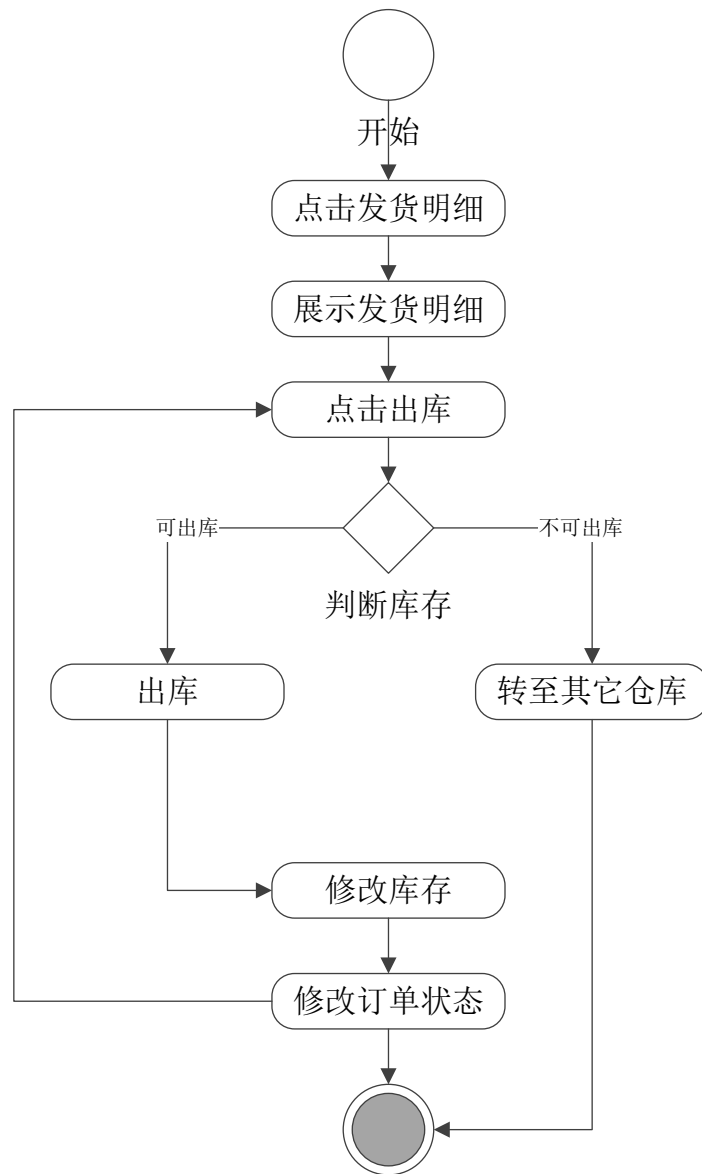 开始
点击发货明细
展示发货明细
点击出库
可出库
不可出库
判断库存
出库
转至其它仓库
修改库存
修改订单状态